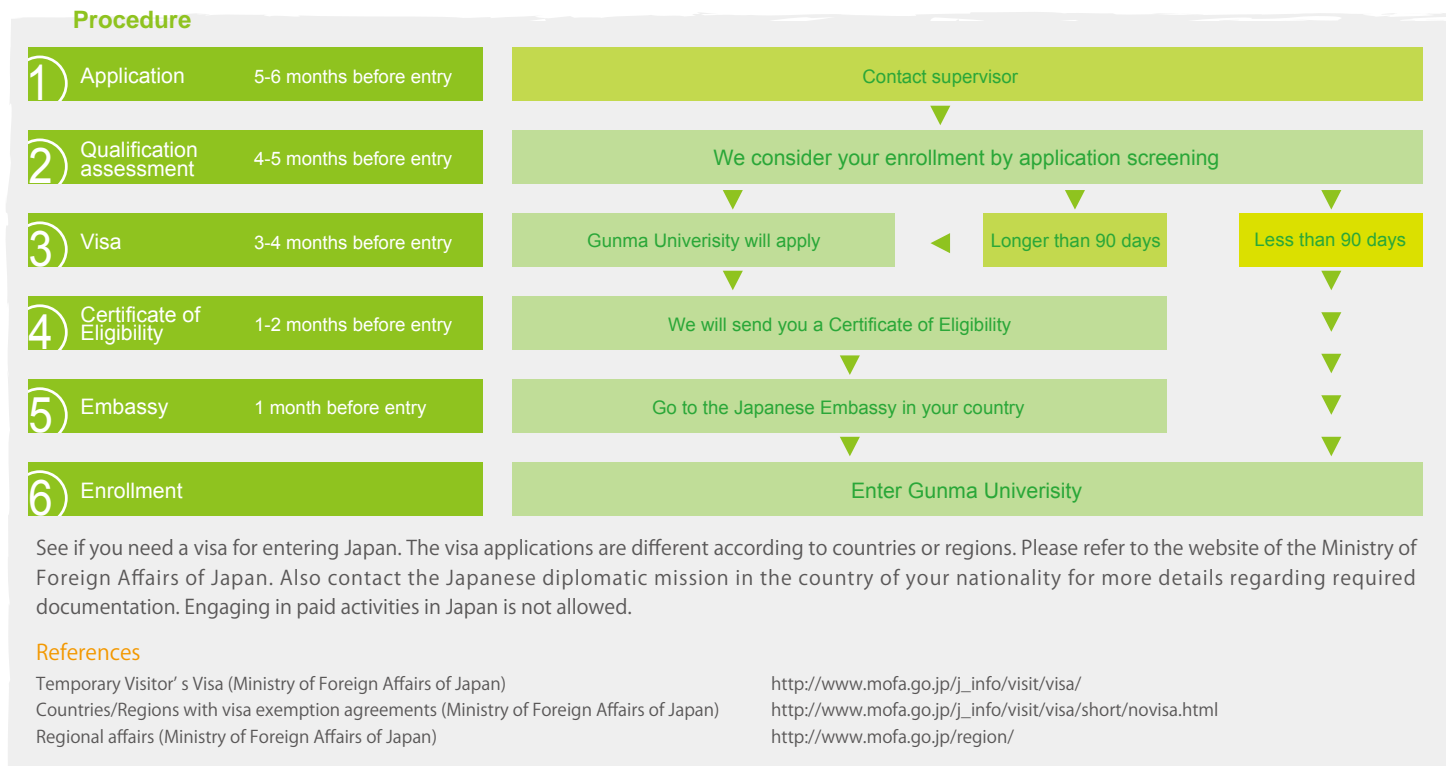 Procedure
1 Application 5-6 months before entry Contact supervisor
2 Qualification assessment 4-5 months before entry We consider your enrollment by application screening
3 Visa 3-4 months before entry Gunma Univerisity will apply Longer than 90 days Less than 90 days
4 Certificate of Eligibility 1-2 months before entry We will send you a Certificate of Eligibility
5 Embassy 1 month before entry Go to the Japanese Embassy in your country
6 Enrollment Enter Gunma Univerisity
See if you need a visa for entering Japan. The visa applications are different according to countries or regions. Please refer to the website of the Ministry of
Foreign Affairs of Japan. Also contact the Japanese diplomatic mission in the country of your nationality for more details regarding required
documentation. Engaging in paid activities in Japan is not allowed.
References
Temporary Visitor' s Visa (Ministry of Foreign Affairs of Japan) http://www.mofa.go.jp/j_info/visit/visa/
Countries/Regions with visa exemption agreements (Ministry of Foreign Affairs of Japan) http://www.mofa.go.jp/j_info/visit/visa/short/novisa.html
Regional affairs (Ministry of Foreign Affairs of Japan) http://www.mofa.go.jp/region/